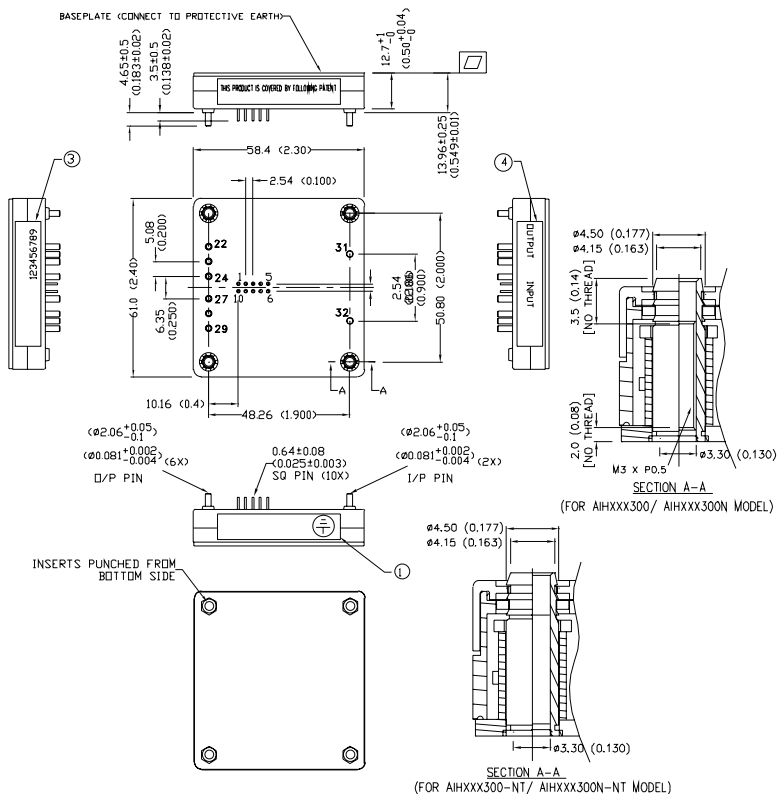 BASEPLATE (CONNECT TO PROTECTIVE EARTH)
4.65±0.5
(0.183±0.02)
3.5±0.5
(0.138±0.02)
12.7 +1 -0
(0.50 +0.04 -0)
THIS PRODUCT IS COVERED BY FOLLOWING PATENT
13.96±0.25
(0.549±0.01)
58.4 (2.30)
3
4
2.54 (0.100)
123456789
61.0 (2.40)
5.08
(0.200)
6.35
(0.250)
22
24
27
29
1
5
10
6
31
32
2.54
(0.900)
50.80 (2.000)
OUTPUT
INPUT
A
A
10.16 (0.4)
48.26 (1.900)
ø4.50 (0.177)
ø4.15 (0.163)
3.5 (0.14)
[NO THREAD]
2.0 (0.08)
[NO THREAD]
ø3.30 (0.130)
M3 X P0.5
SECTION A-A
(FOR AIHXXX300/ AIHXXX300N MODEL)
(ø2.06 +0.05 -0.1)
(ø0.081 +0.002 -0.004) (6X)
O/P PIN
0.64±0.08
(0.025±0.003)
SQ PIN (10X)
(ø2.06 +0.05 -0.1)
(ø0.081 +0.002 -0.004) (2X)
I/P PIN
1
INSERTS PUNCHED FROM
BOTTOM SIDE
ø4.50 (0.177)
ø4.15 (0.163)
ø3.30 (0.130)
SECTION A-A
(FOR AIHXXX300-NT/ AIHXXX300N-NT MODEL)